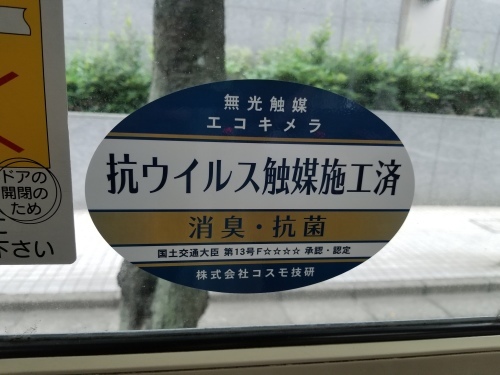 無光触媒
エコキメラ
抗ウイルス触媒施工済
消臭・抗菌
国土交通大臣 第13号F☆☆☆☆ 承認・認定
株式会社コスモ技研
ドアの
開閉の
ため
下さい